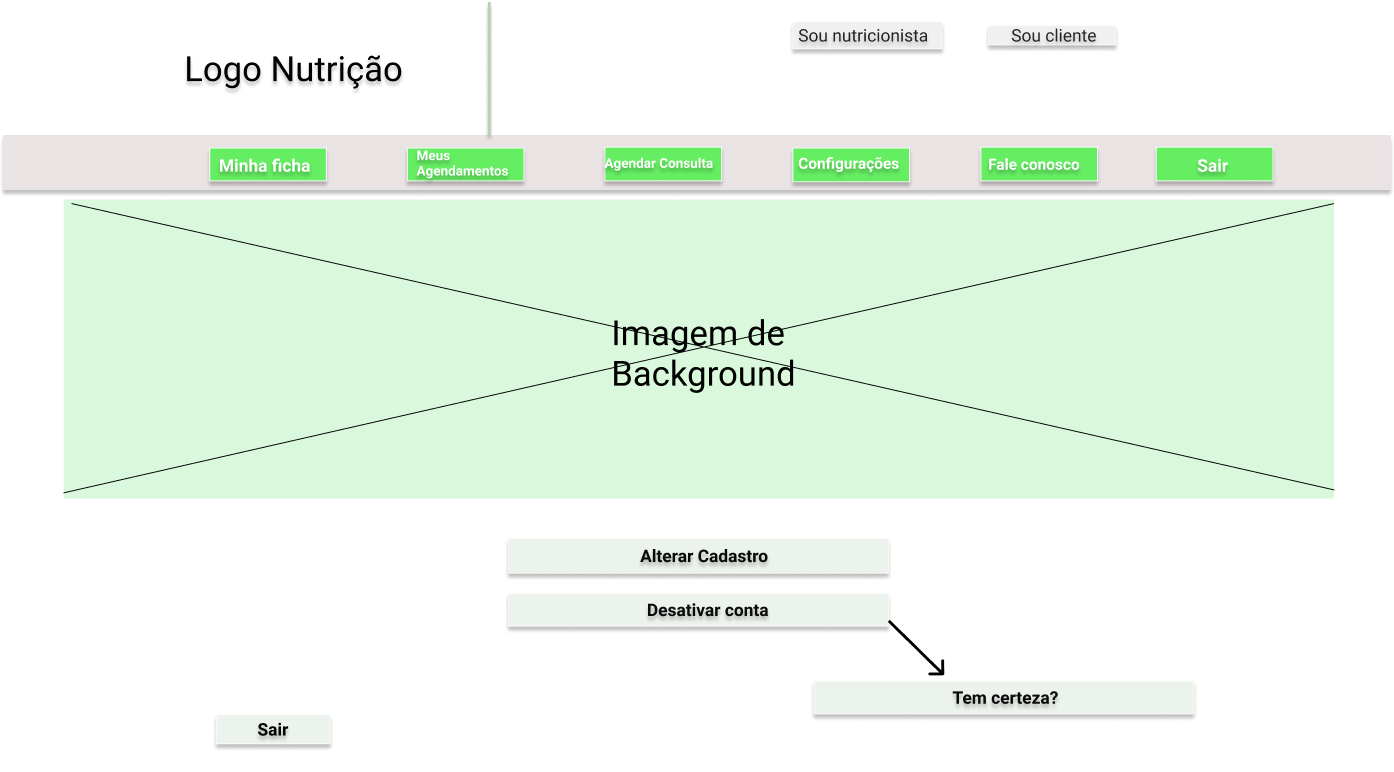 Sou nutricionista
Sou cliente
Logo Nutrição
Minha ficha
Meus
Agendamentos
Agendar Consulta
Configurações
Fale conosco
Sair
Imagem de
Background
Alterar Cadastro
Desativar conta
Tem certeza?
Sair